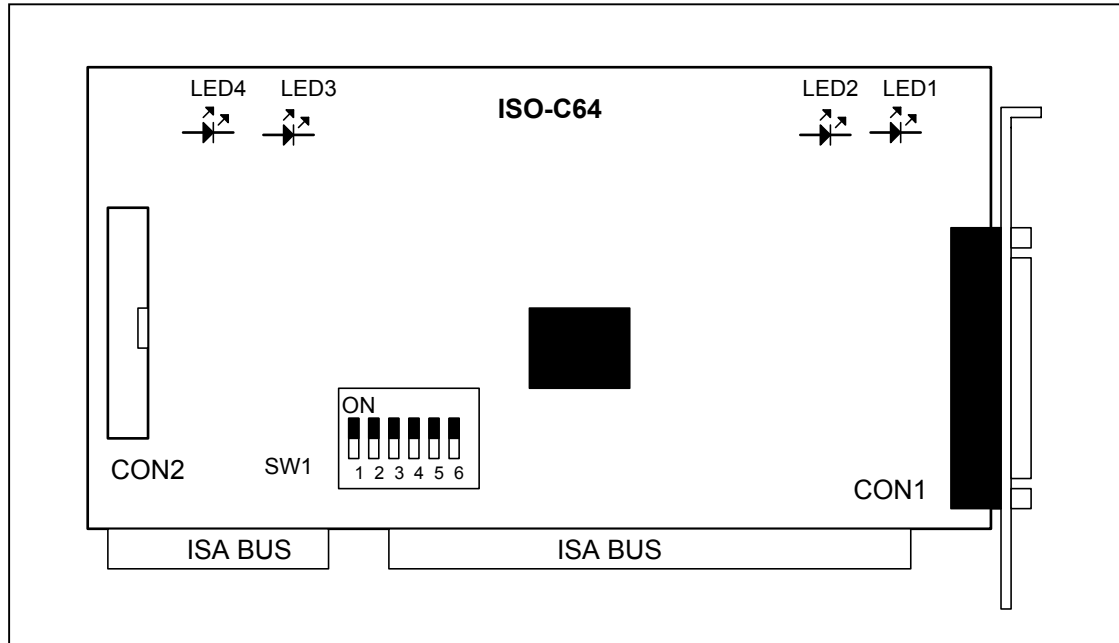 LED4 LED3 ISO-C64 LED2 LED1
ON
1 2 3 4 5 6
SW1
CON2
CON1
ISA BUS ISA BUS